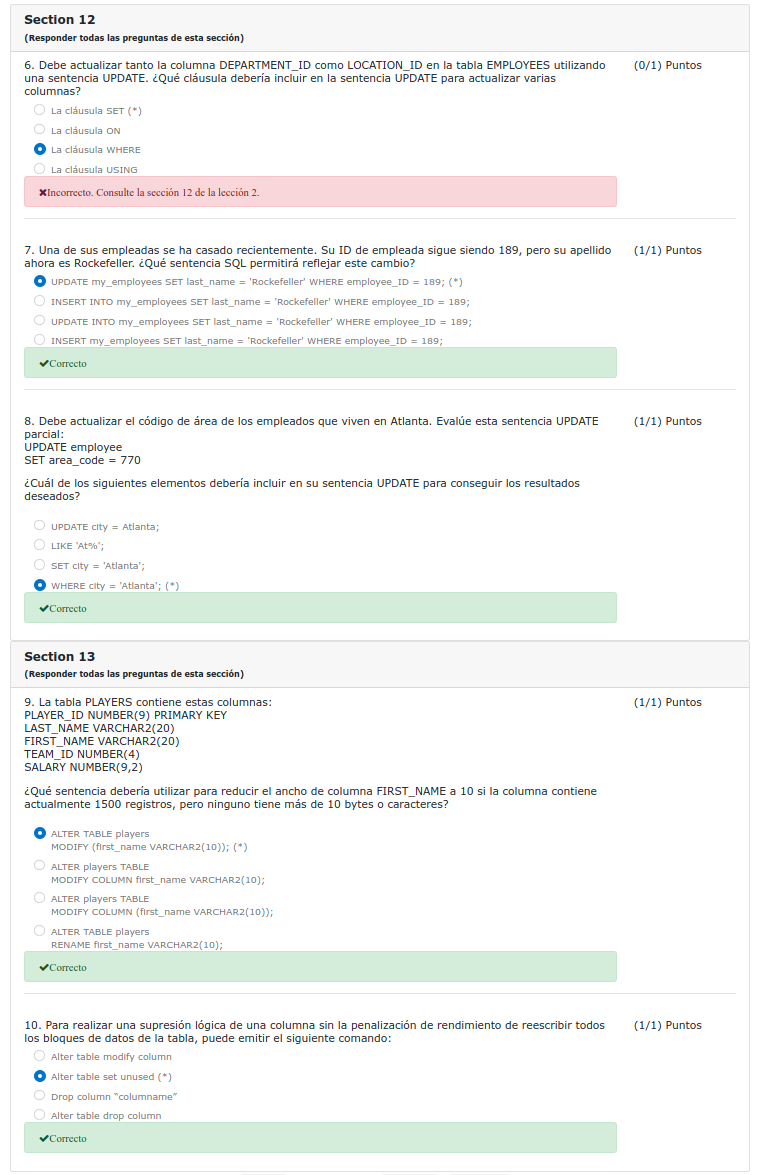 Section 12
(Responder todas las preguntas de esta sección)
6. Debe actualizar tanto la columna DEPARTMENT_ID como LOCATION_ID en la tabla EMPLOYEES utilizando
una sentencia UPDATE. ¿Qué cláusula debería incluir en la sentencia UPDATE para actualizar varias
columnas?
(0/1) Puntos
La cláusula SET (*)
La cláusula ON
La cláusula WHERE
La cláusula USING
✖Incorrecto. Consulte la sección 12 de la lección 2.
7. Una de sus empleadas se ha casado recientemente. Su ID de empleada sigue siendo 189, pero su apellido
ahora es Rockefeller. ¿Qué sentencia SQL permitirá reflejar este cambio?
(1/1) Puntos
UPDATE my_employees SET last_name = 'Rockefeller' WHERE employee_ID = 189; (*)
INSERT INTO my_employees SET last_name = 'Rockefeller' WHERE employee_ID = 189;
UPDATE INTO my_employees SET last_name = 'Rockefeller' WHERE employee_ID = 189;
INSERT my_employees SET last_name = 'Rockefeller' WHERE employee_ID = 189;
✔Correcto
8. Debe actualizar el código de área de los empleados que viven en Atlanta. Evalúe esta sentencia UPDATE
parcial:
UPDATE employee
SET area_code = 770
(1/1) Puntos
¿Cuál de los siguientes elementos debería incluir en su sentencia UPDATE para conseguir los resultados
deseados?
UPDATE city = Atlanta;
LIKE 'At%';
SET city = 'Atlanta';
WHERE city = 'Atlanta'; (*)
✔Correcto
Section 13
(Responder todas las preguntas de esta sección)
9. La tabla PLAYERS contiene estas columnas:
(1/1) Puntos
PLAYER_ID NUMBER(9) PRIMARY KEY
LAST_NAME VARCHAR2(20)
FIRST_NAME VARCHAR2(20)
TEAM_ID NUMBER(4)
SALARY NUMBER(9,2)
¿Qué sentencia debería utilizar para reducir el ancho de columna FIRST_NAME a 10 si la columna contiene
actualmente 1500 registros, pero ninguno tiene más de 10 bytes o caracteres?
ALTER TABLE players
MODIFY (first_name VARCHAR2(10)); (*)
ALTER players TABLE
MODIFY COLUMN first_name VARCHAR2(10);
ALTER players TABLE
MODIFY COLUMN (first_name VARCHAR2(10));
ALTER TABLE players
RENAME first_name VARCHAR2(10);
✔Correcto
10. Para realizar una supresión lógica de una columna sin la penalización de rendimiento de reescribir todos
los bloques de datos de la tabla, puede emitir el siguiente comando:
(1/1) Puntos
Alter table modify column
Alter table set unused (*)
Drop column “columname”
Alter table drop column
✔Correcto